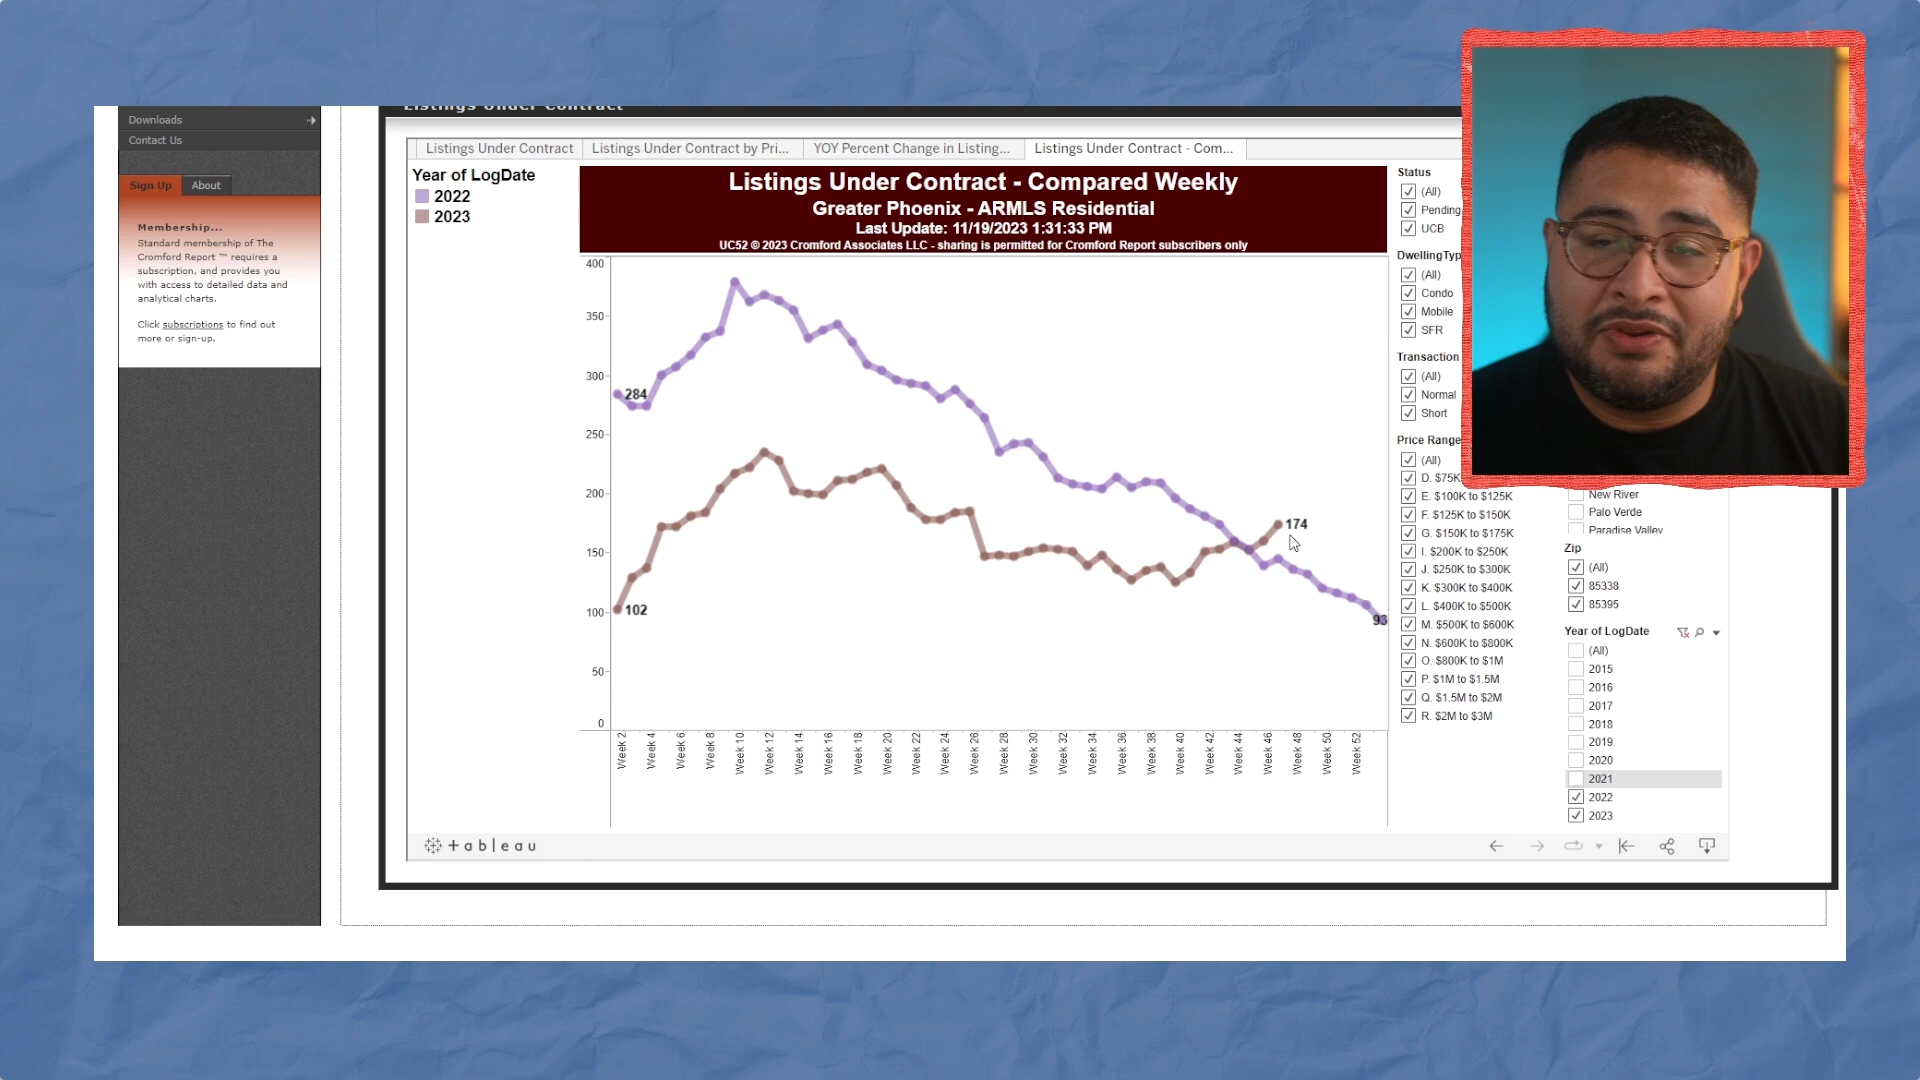 Listings Under Contract
Downloads
Contact Us
Sign Up
About
Membership...
Standard membership of The
Cromford Report ™ requires a
subscription, and provides you
with access to detailed data and
analytical charts.
Click subscriptions to find out
more or sign-up.
Listings Under Contract
Listings Under Contract by Pri...
YOY Percent Change in Listing...
Listings Under Contract - Com...
Year of LogDate
2022
2023
Listings Under Contract - Compared Weekly
Greater Phoenix - ARMLS Residential
Last Update: 11/19/2023 1:31:33 PM
UC52 © 2023 Cromford Associates LLC - sharing is permitted for Cromford Report subscribers only
400
350
300
250
200
150
100
50
0
284
102
174
93
Week 2
Week 4
Week 6
Week 8
Week 10
Week 12
Week 14
Week 16
Week 18
Week 20
Week 22
Week 24
Week 26
Week 28
Week 30
Week 32
Week 34
Week 36
Week 38
Week 40
Week 42
Week 44
Week 46
Week 48
Week 50
Week 52
Status
(All)
Pending
UCB
DwellingTyp
(All)
Condo
Mobile
SFR
Transaction
(All)
Normal
Short
Price Range
(All)
D. $75K
E. $100K to $125K
F. $125K to $150K
G. $150K to $175K
I. $200K to $250K
J. $250K to $300K
K. $300K to $400K
L. $400K to $500K
M. $500K to $600K
N. $600K to $800K
O. $800K to $1M
P. $1M to $1.5M
Q. $1.5M to $2M
R. $2M to $3M
New River
Palo Verde
Paradise Valley
Zip
(All)
85338
85395
Year of LogDate
(All)
2015
2016
2017
2018
2019
2020
2021
2022
2023
+ a b l e a u